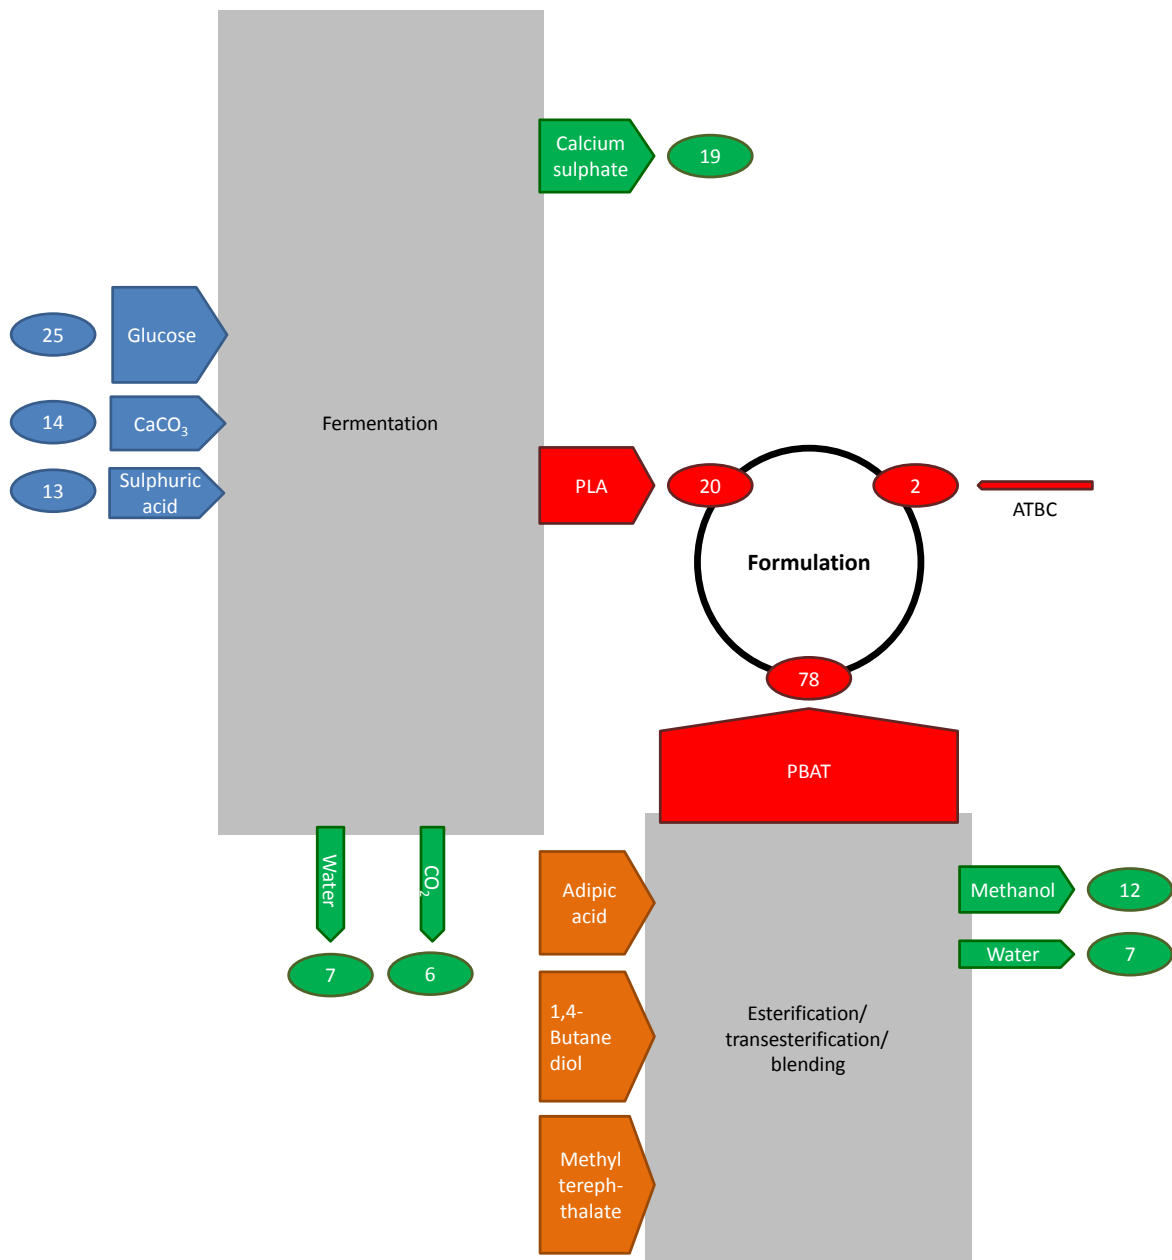 Calcium
sulphate
19
25
Glucose
14
CaCO₃
Fermentation
13
Sulphuric
acid
PLA
20
2
ATBC
Formulation
78
PBAT
Water
CO₂
7
6
Adipic
acid
Methanol
12
Water
7
1,4-
Butane
diol
Esterification/
transesterification/
blending
Methyl
tereph-
thalate